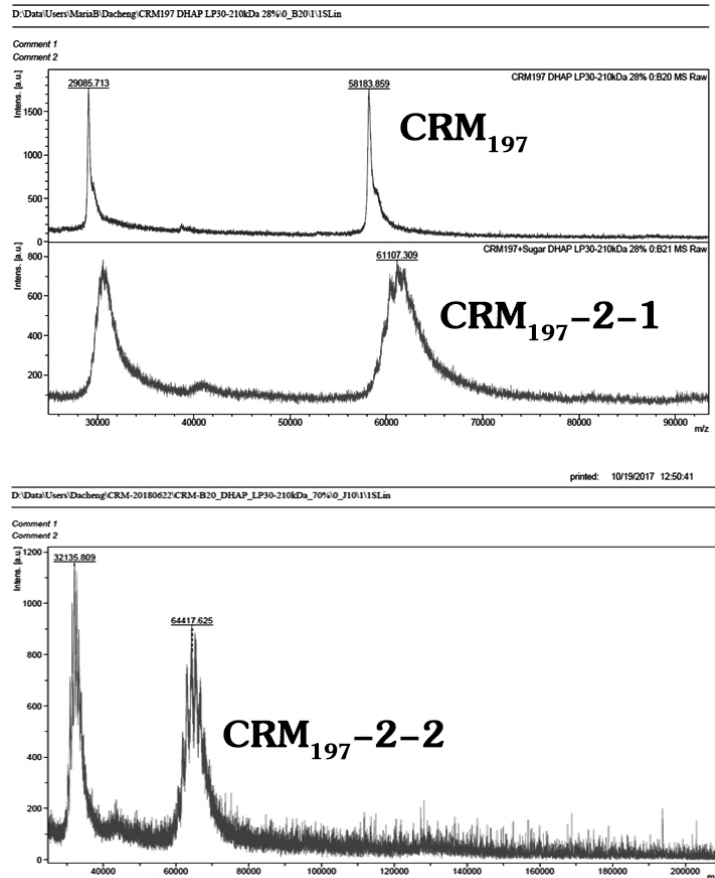 D:\Data\Users\MariaB\Dacheng\CRM197 DHAP LP30-210kDa 28%\0_B20\1\1SLin
Comment 1
Comment 2
Intens. [a.u.]
CRM197 DHAP LP30-210kDa 28% 0:B20 MS Raw
29085.713
58183.859
CRM197
1500
1000
500
0
CRM197+Sugar DHAP LP30-210kDa 28% 0:B21 MS Raw
61107.309
CRM197-2-1
800
600
400
200
30000 40000 50000 60000 70000 80000 90000
m/z
printed: 10/19/2017 12:50:41
D:\Data\Users\Dacheng\CRM-20180622\CRM-B20_DHAP_LP30-210kDa_70%\0_J10\1\1SLin
Comment 1
Comment 2
Intens. [a.u.]
32135.809
64417.625
CRM197-2-2
1200
1000
800
600
400
200
0
40000 60000 80000 100000 120000 140000 160000 180000 200000